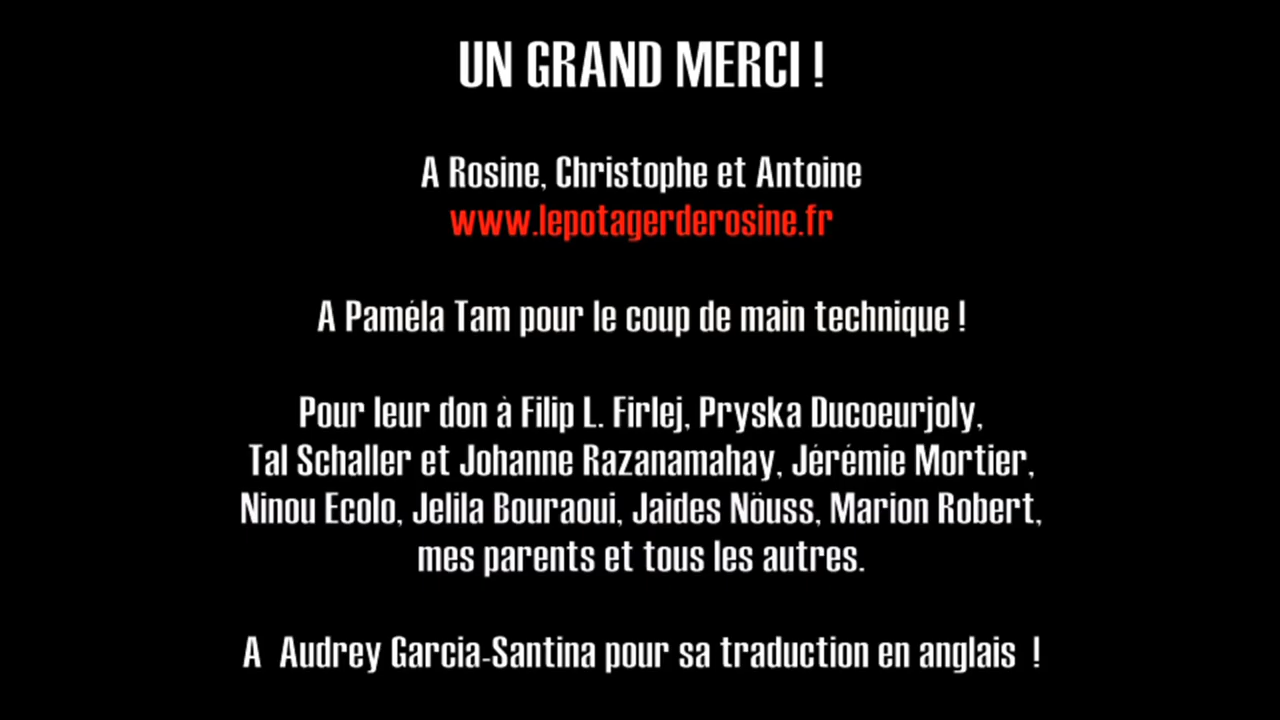 UN GRAND MERCI !
A Rosine, Christophe et Antoine
www.lepotagerderosine.fr
A Paméla Tam pour le coup de main technique !
Pour leur don à Filip L. Firlej, Pryska Ducoeurjoly,
Tal Schaller et Johanne Razanamahay, Jérémie Mortier,
Ninou Ecolo, Jelila Bouraoui, Jaides Nöuss, Marion Robert,
mes parents et tous les autres.
A  Audrey Garcia-Santina pour sa traduction en anglais  !